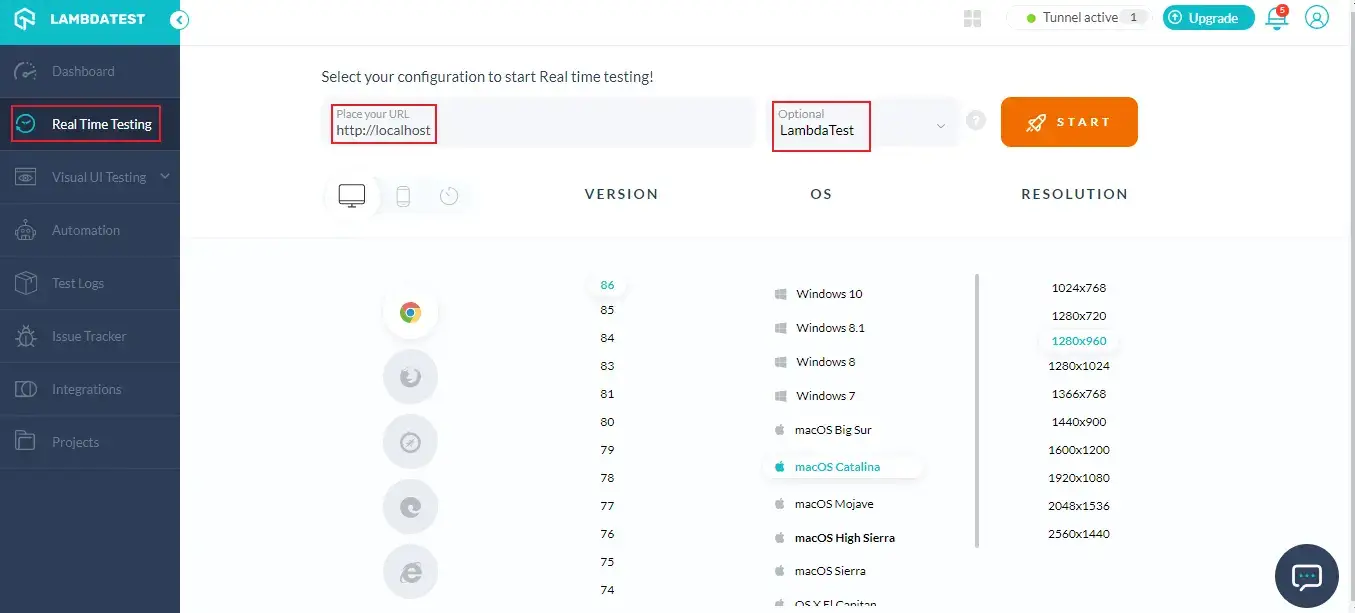 LAMBDATEST
Tunnel active 1
Upgrade
5
Dashboard
Real Time Testing
Visual UI Testing
Automation
Test Logs
Issue Tracker
Integrations
Projects
Select your configuration to start Real time testing!
Place your URL
http://localhost
Optional
LambdaTest
?
START
VERSION
OS
RESOLUTION
86
85
84
83
81
80
79
78
77
76
75
74
Windows 10
Windows 8.1
Windows 8
Windows 7
macOS Big Sur
macOS Catalina
macOS Mojave
macOS High Sierra
macOS Sierra
OS X El Capitan
1024x768
1280x720
1280x960
1280x1024
1366x768
1440x900
1600x1200
1920x1080
2048x1536
2560x1440